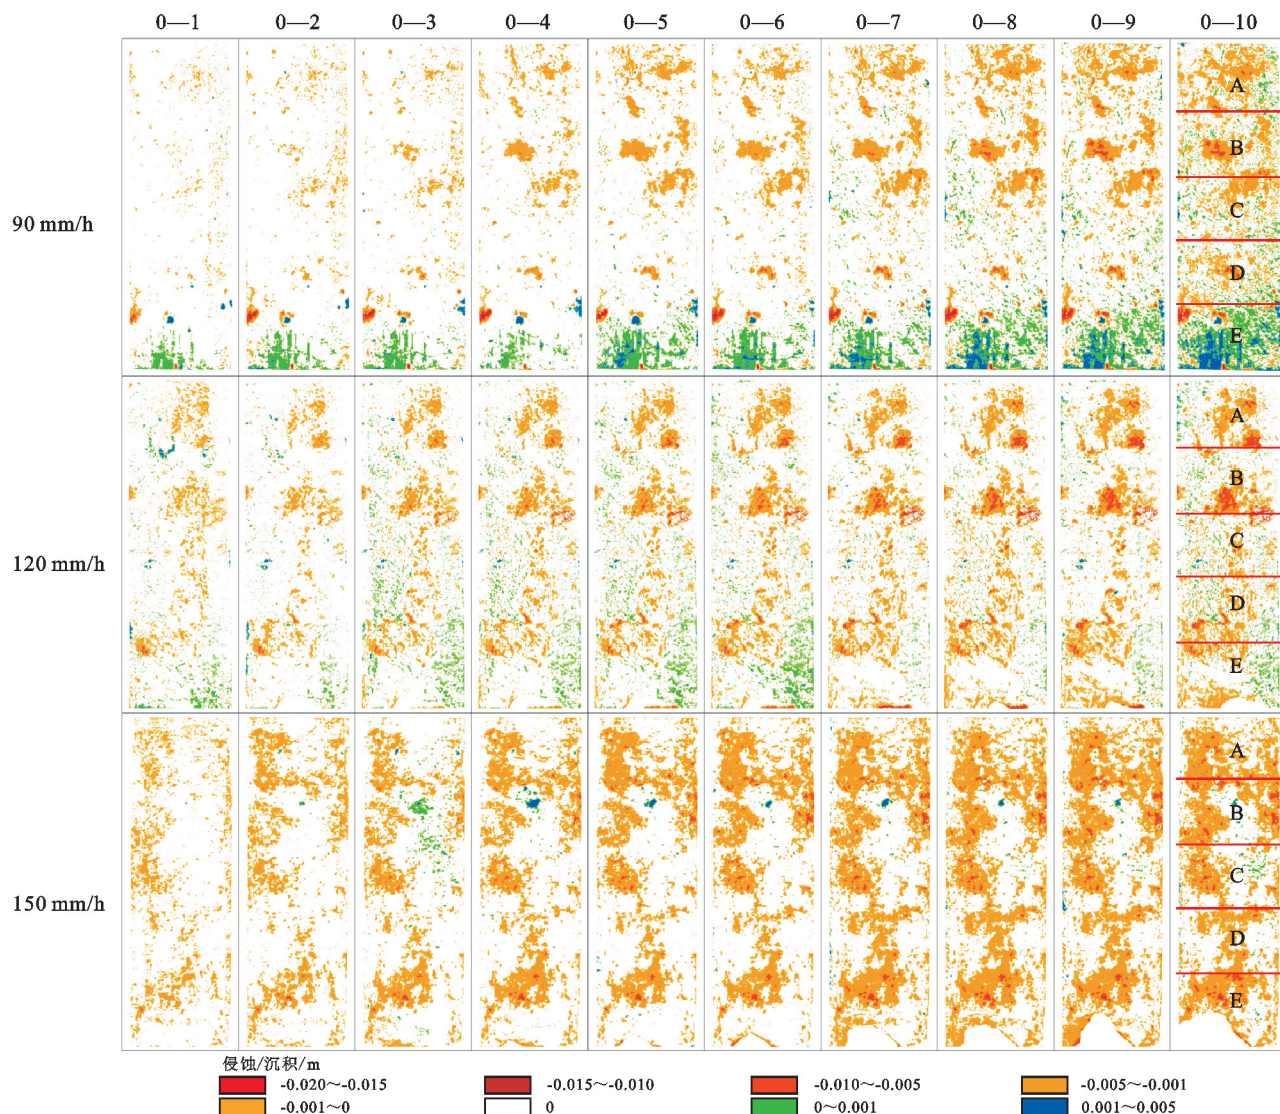 0—1 0—2 0—3 0—4 0—5 0—6 0—7 0—8 0—9 0—10
A
B
90 mm/h
C
D
E
A
B
120 mm/h
C
D
E
A
B
150 mm/h
C
D
E
侵蚀/沉积/m
-0.020～-0.015 -0.015～-0.010 -0.010～-0.005 -0.005～-0.001
-0.001～0 0 0～0.001 0.001～0.005